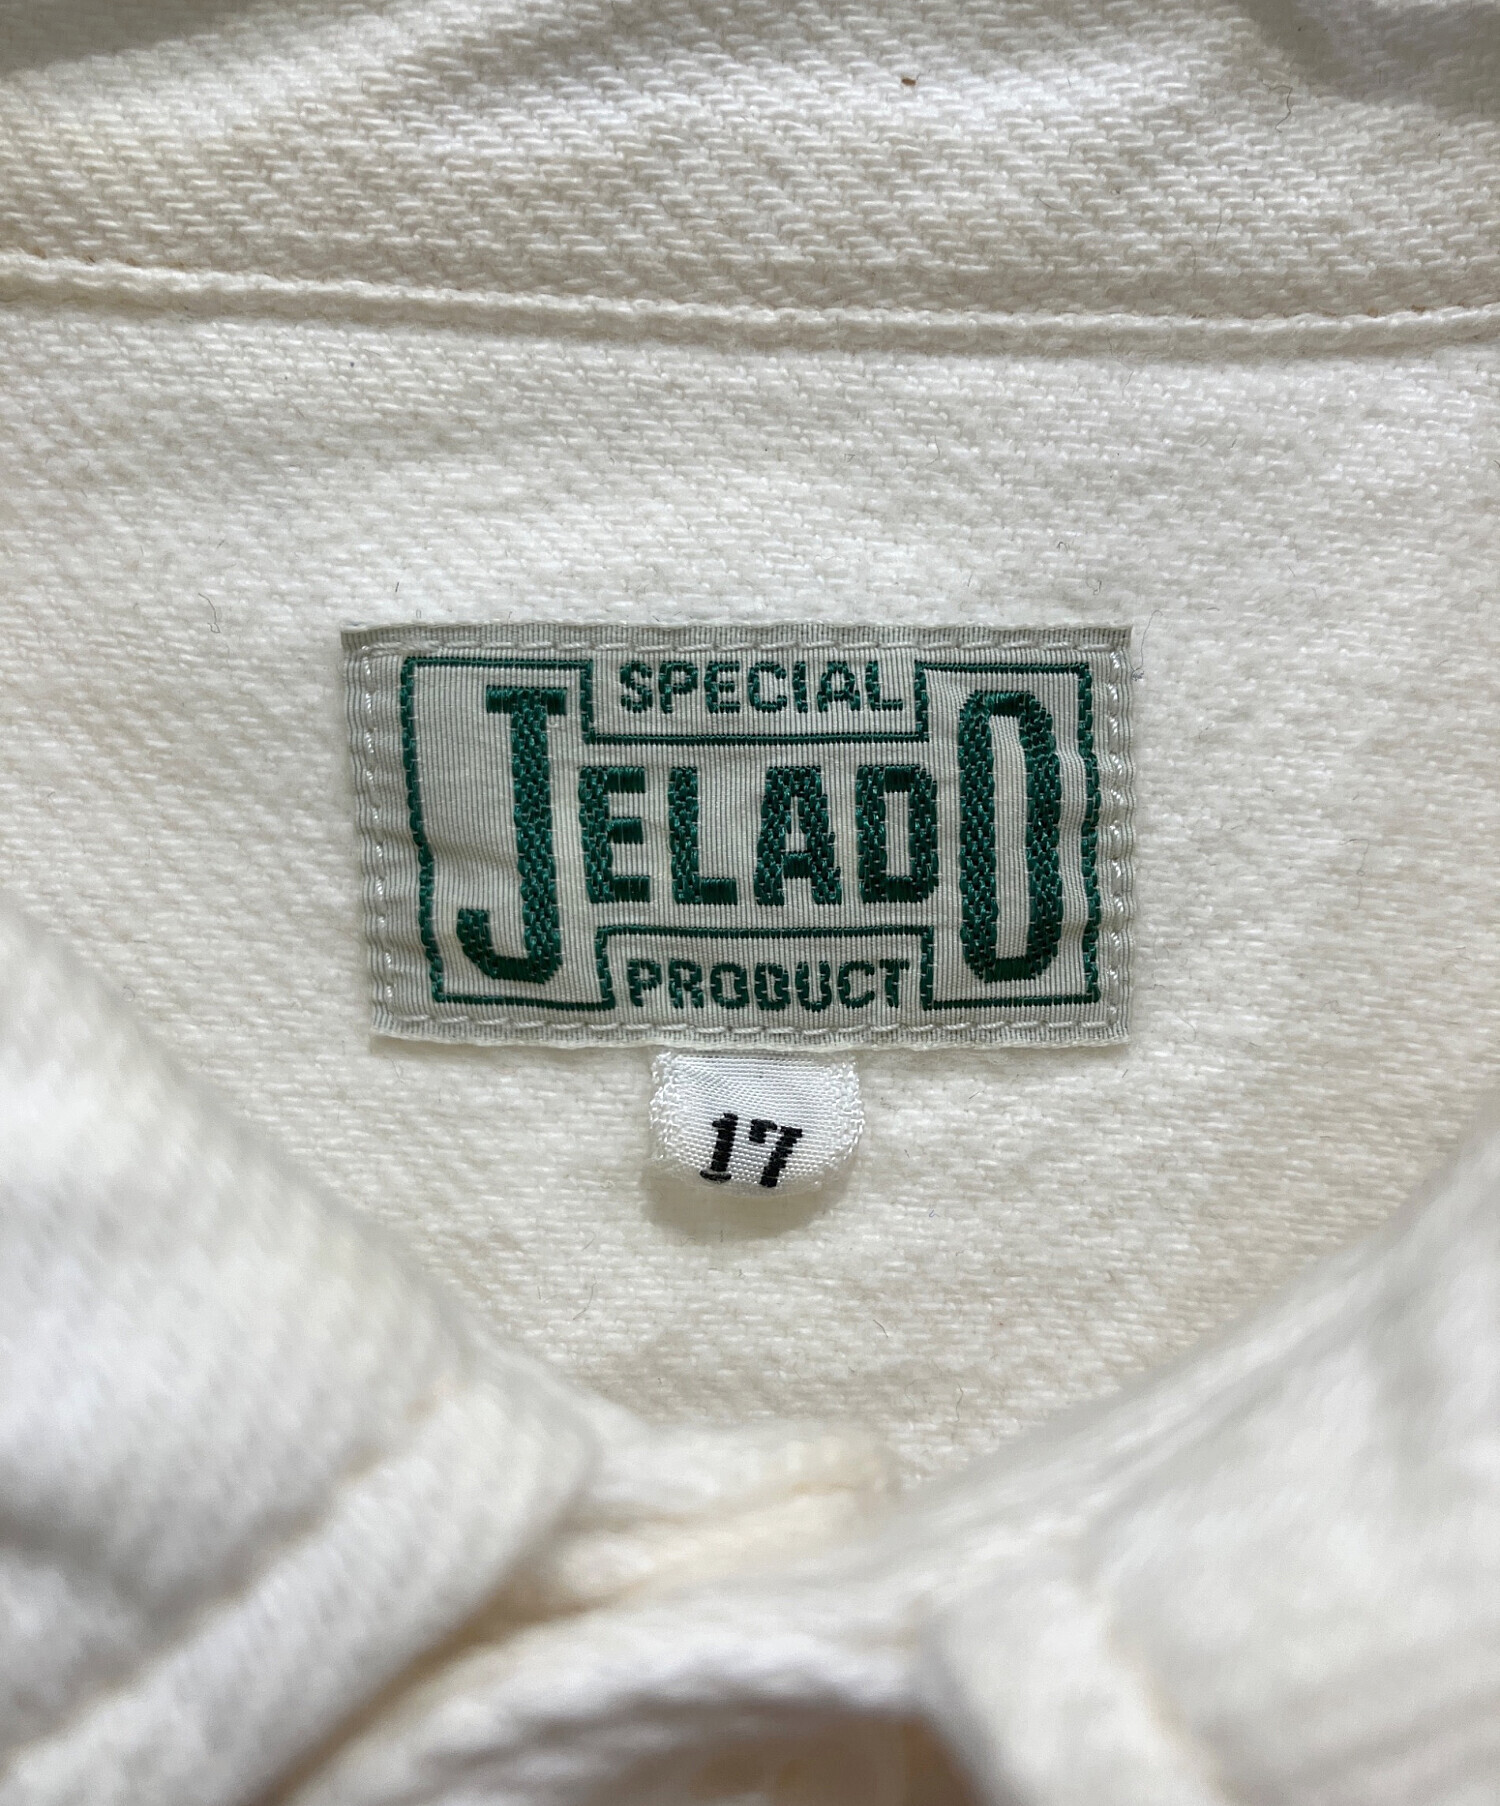 SPECIAL
JELADO
PRODUCT
17